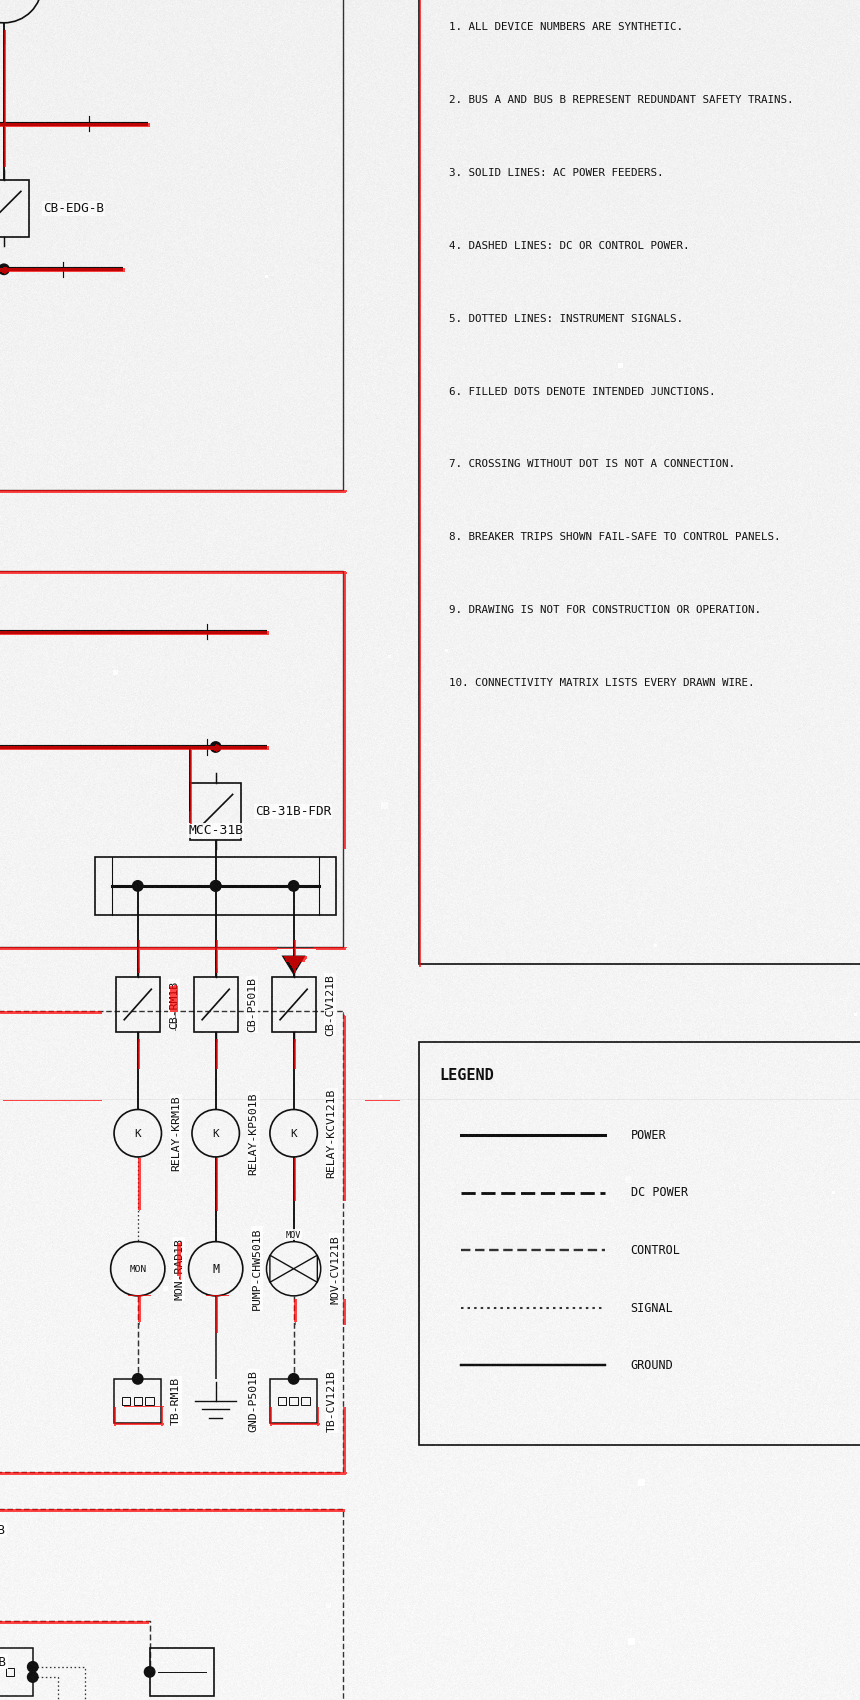 1. ALL DEVICE NUMBERS ARE SYNTHETIC.
2. BUS A AND BUS B REPRESENT REDUNDANT SAFETY TRAINS.
3. SOLID LINES: AC POWER FEEDERS.
4. DASHED LINES: DC OR CONTROL POWER.
5. DOTTED LINES: INSTRUMENT SIGNALS.
6. FILLED DOTS DENOTE INTENDED JUNCTIONS.
7. CROSSING WITHOUT DOT IS NOT A CONNECTION.
8. BREAKER TRIPS SHOWN FAIL-SAFE TO CONTROL PANELS.
9. DRAWING IS NOT FOR CONSTRUCTION OR OPERATION.
10. CONNECTIVITY MATRIX LISTS EVERY DRAWN WIRE.
CB-EDG-B
CB-31B-FDR
MCC-31B
CB-RM1B
CB-P501B
CB-CV121B
K
RELAY-KRM1B
K
RELAY-KP501B
K
RELAY-KCV121B
MON
MON-RAD1B
M
PUMP-CHW501B
MOV
MOV-CV121B
TB-RM1B
GND-P501B
TB-CV121B
B
B
LEGEND
POWER
DC POWER
CONTROL
SIGNAL
GROUND